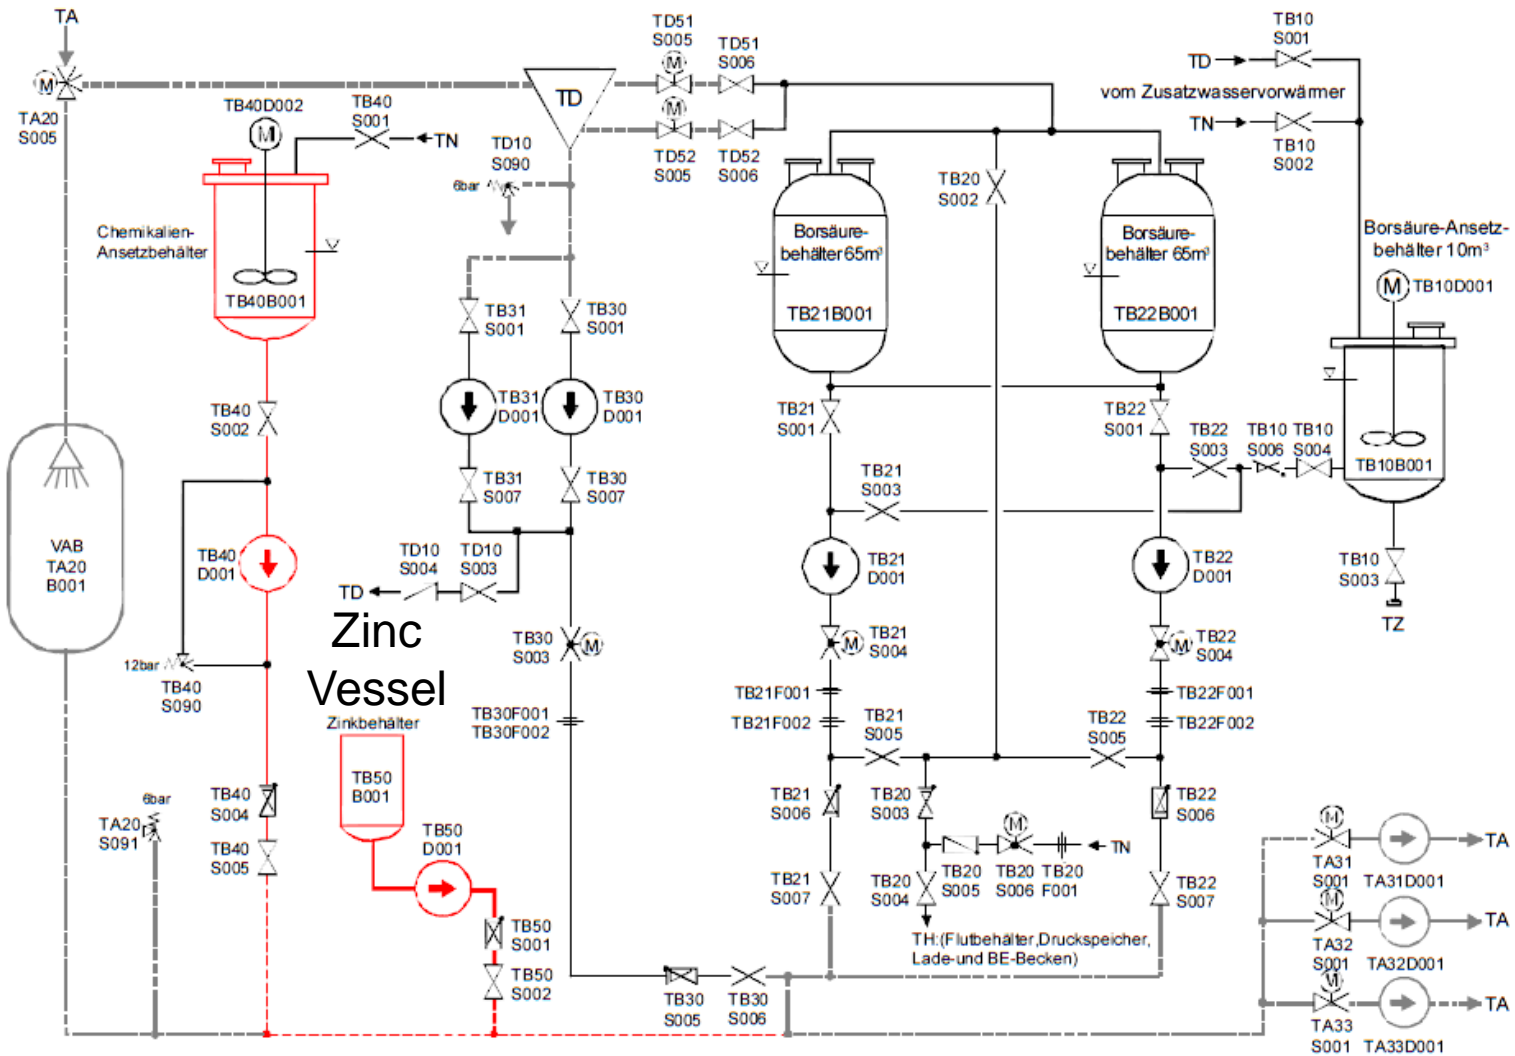 TA
M
TA20
S005
TB40D002
M
TB40
S001
TN
Chemikalien-
Ansetzbehälter
TB40B001
TB40
S002
VAB
TA20
B001
TB40
D001
12bar
TB40
S090
6bar
TA20
S091
TB40
S004
TB40
S005
TD
TD10
S090
6bar
TD51
S005
M
TD51
S006
M
TD52
S005
TD52
S006
TB31
S001
TB30
S001
TB31
D001
TB30
D001
TB31
S007
TB30
S007
TD10
S004
TD10
S003
TD
Zinc
Vessel
Zinkbehälter
TB50
B001
TB50
D001
TB50
S001
TB50
S002
TB30
S003
M
TB30F001
TB30F002
TB30
S005
TB30
S006
Borsäure-
behälter 65m³
TB21B001
TB20
S002
Borsäure-
behälter 65m³
TB22B001
TB21
S001
TB22
S001
TB21
S003
TB22
S003
TB10
S006
TB10
S004
TB21
D001
TB22
D001
M
TB21
S004
M
TB22
S004
TB21F001
TB21F002
TB22F001
TB22F002
TB21
S005
TB22
S005
TB21
S006
TB20
S003
TB22
S006
M
TN
TB20
S005
TB20
S006
TB20
F001
TB21
S007
TB20
S004
TB22
S007
TH:(Flutbehälter,Druckspeicher,
Lade-und BE-Becken)
TB10
S001
TD
vom Zusatzwasservorwärmer
TN
TB10
S002
Borsäure-Ansetz-
behälter 10m³
M
TB10D001
TB10B001
TB10
S003
TZ
M
TA
TA31
S001
TA31D001
M
TA
TA32
S001
TA32D001
M
TA
TA33
S001
TA33D001